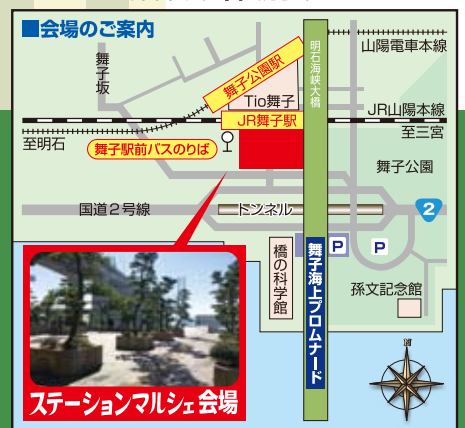 ■会場のご案内
山陽電車本線
舞子坂
舞子公園駅
明石海峡大橋
Tio舞子
JR舞子駅
JR山陽本線
至明石
至三宮
舞子駅前バスのりば
舞子公園
国道2号線
トンネル
2
橋の科学館
舞子海上プロムナード
P
P
孫文記念館
N
ステーションマルシェ会場